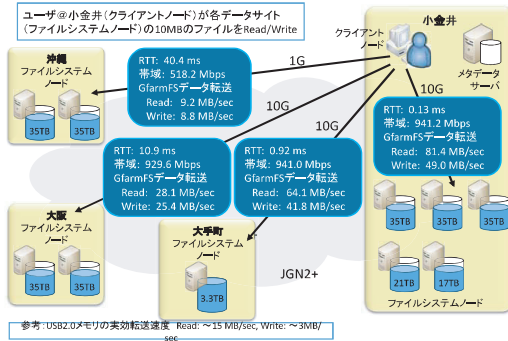 ユーザ@小金井(クライアントノード)が各データサイト
(ファイルシステムノード)の10MBのファイルをRead/Write
小金井
クライアント
ノード
メタデータ
サーバ
沖縄
ファイルシステム
ノード
35TB
35TB
RTT: 40.4 ms
帯域: 518.2 Mbps
GfarmFSデータ転送
Read: 9.2 MB/sec
Write: 8.8 MB/sec
1G
10G
10G
10G
RTT: 10.9 ms
帯域: 929.6 Mbps
GfarmFSデータ転送
Read: 28.1 MB/sec
Write: 25.4 MB/sec
RTT: 0.92 ms
帯域: 941.0 Mbps
GfarmFSデータ転送
Read: 64.1 MB/sec
Write: 41.8 MB/sec
RTT: 0.13 ms
帯域: 941.2 Mbps
GfarmFSデータ転送
Read: 81.4 MB/sec
Write: 49.0 MB/sec
大阪
ファイルシステム
ノード
35TB
35TB
大手町
ファイルシステム
ノード
3.3TB
JGN2+
35TB
35TB
35TB
21TB
17TB
ファイルシステムノード
参考:USB2.0メモリの実効転送速度 Read: ~15 MB/sec, Write: ~3MB/
sec